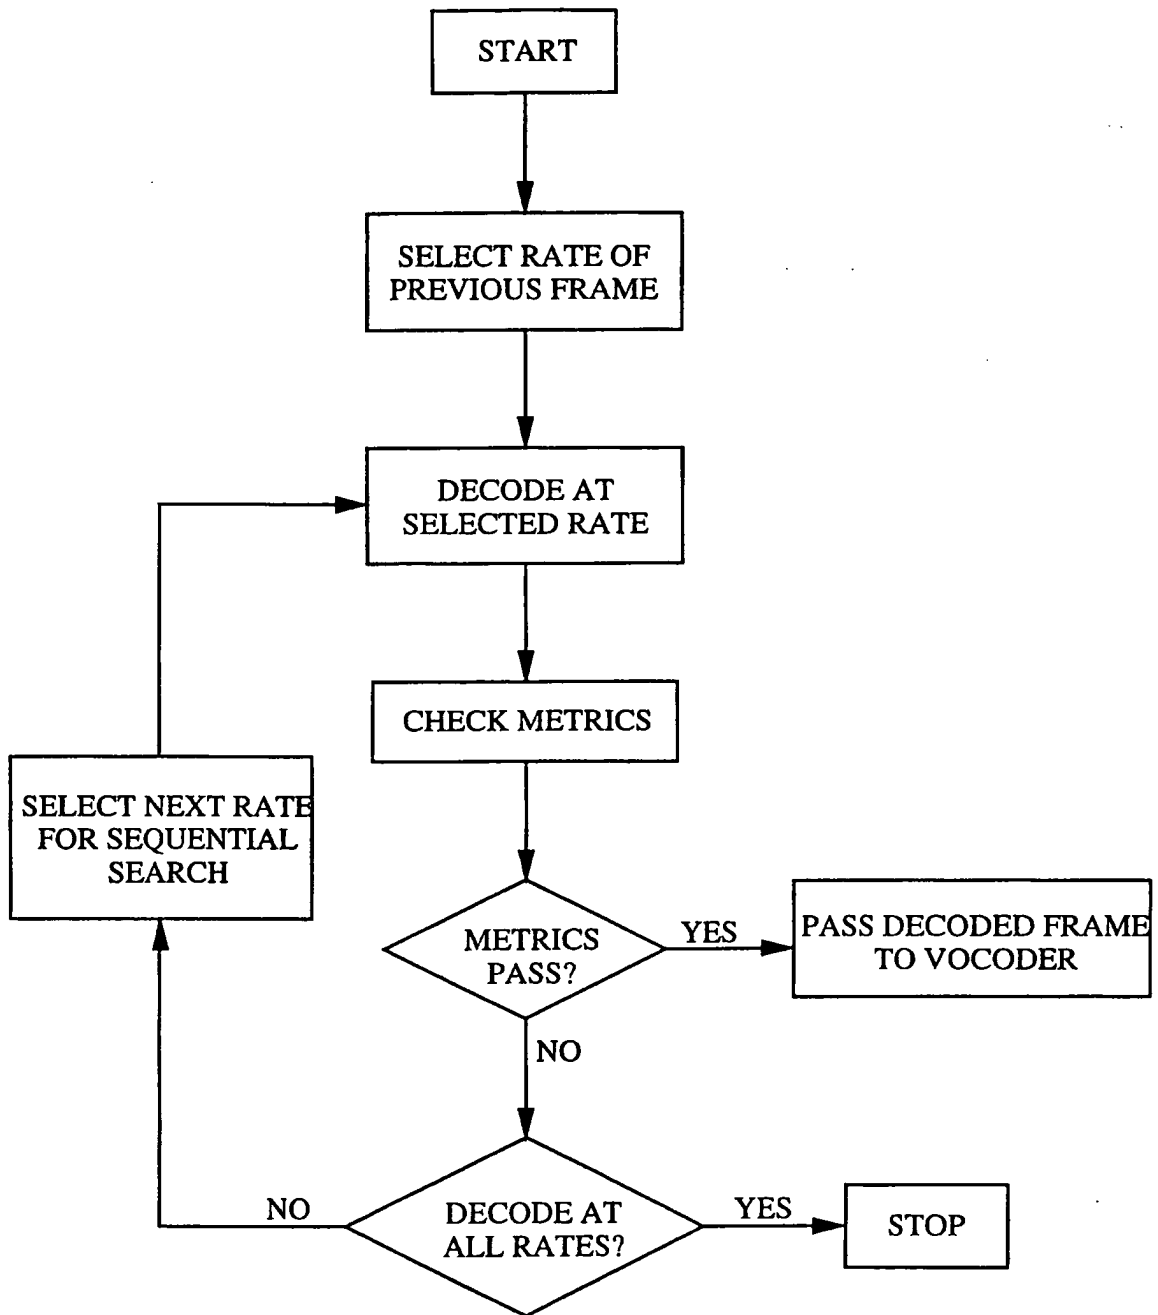 START
SELECT RATE OF
PREVIOUS FRAME
DECODE AT
SELECTED RATE
CHECK METRICS
SELECT NEXT RATE
FOR SEQUENTIAL
SEARCH
METRICS
PASS?
YES
PASS DECODED FRAME
TO VOCODER
NO
DECODE AT
ALL RATES?
NO
YES
STOP